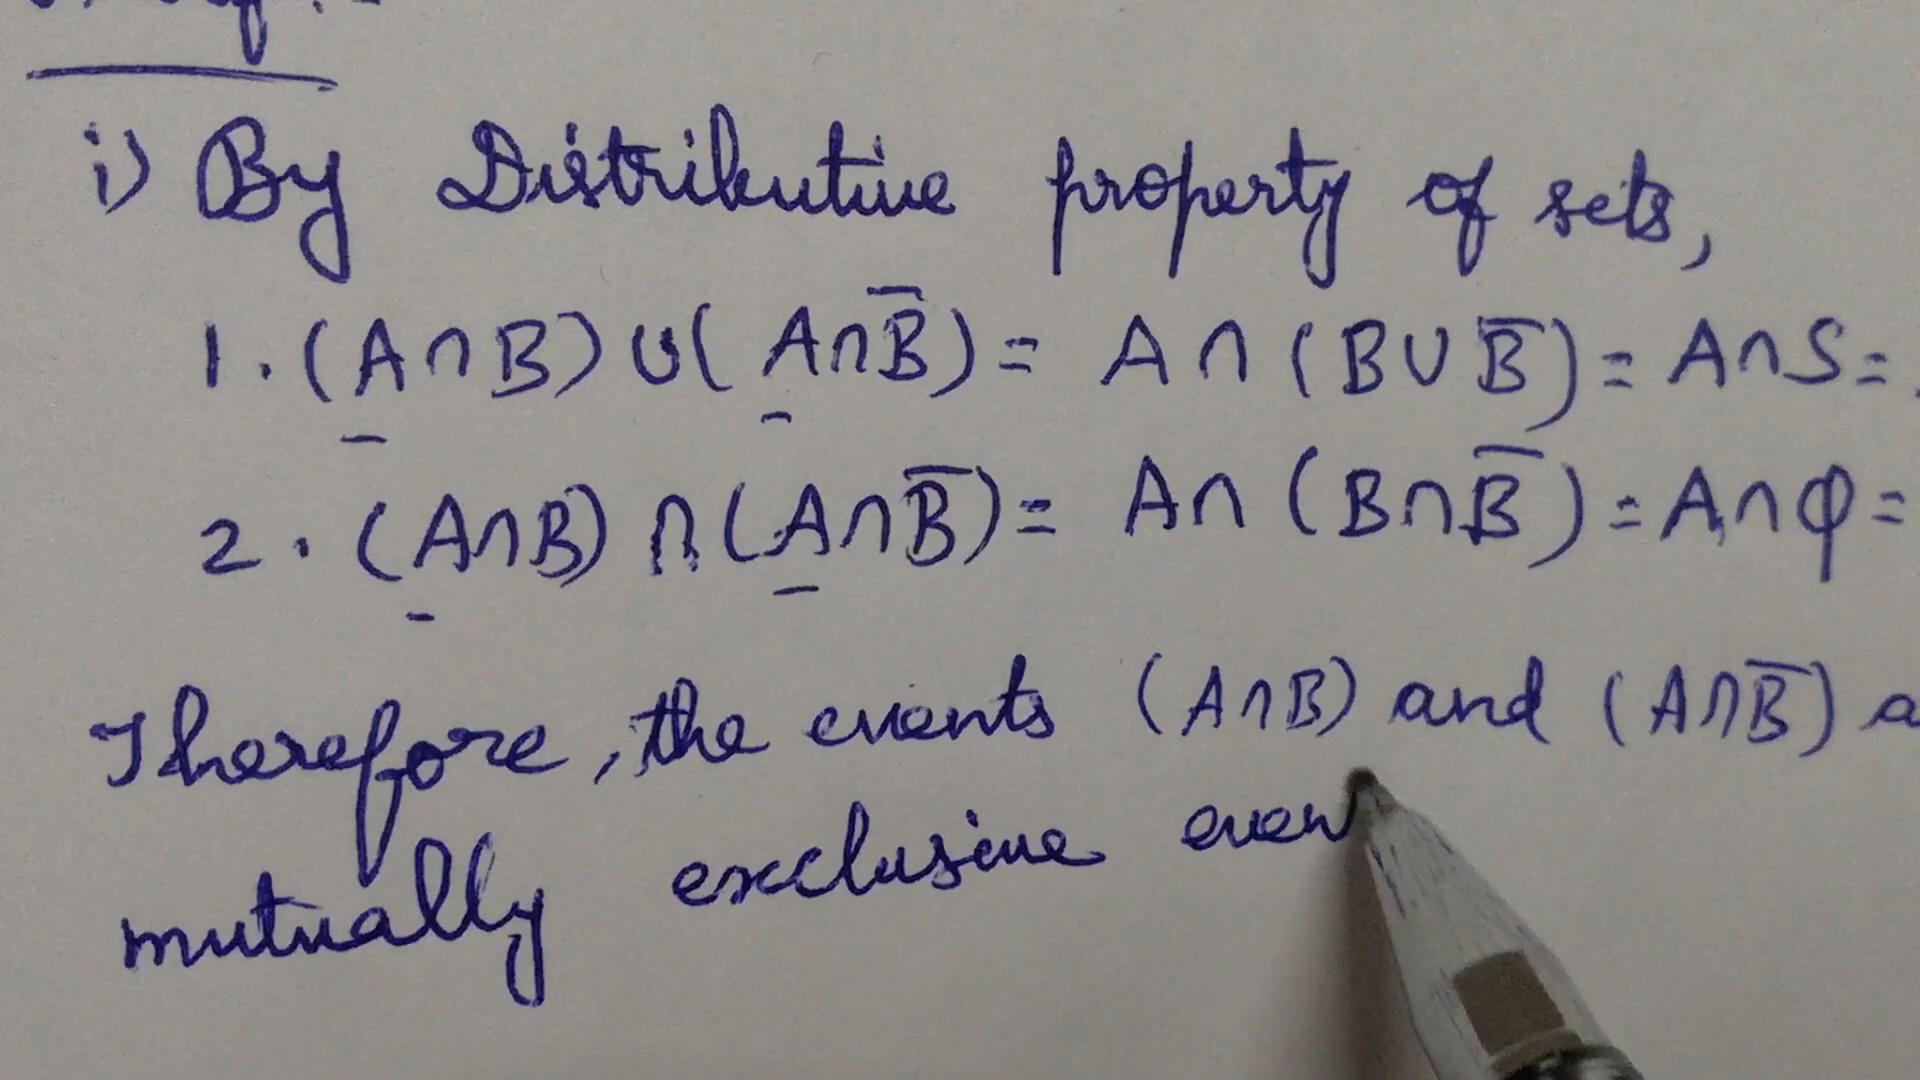 i) By Distributive property of sets,
1. (A∩B) ∪ (A∩B̅) = A∩(B∪B̅) = A∩S =
2. (A∩B) ∩ (A∩B̅) = A∩(B∩B̅) = A∩φ =
Therefore, the events (A∩B) and (A∩B̅) a
mutually exclusive even